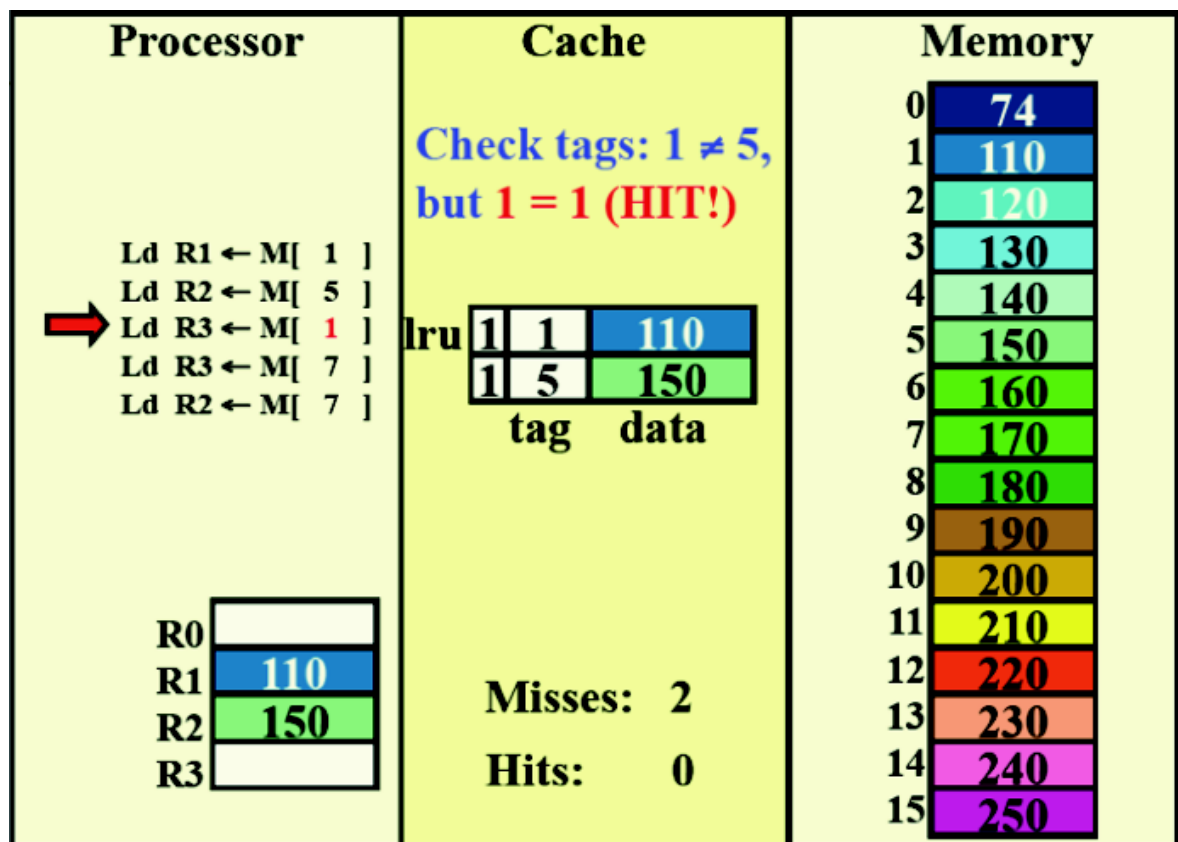 Processor
Ld R1 ← M[ 1 ]
Ld R2 ← M[ 5 ]
Ld R3 ← M[ 1 ]
Ld R3 ← M[ 7 ]
Ld R2 ← M[ 7 ]
R0
R1 110
R2 150
R3
Cache
Check tags: 1 ≠ 5,
but 1 = 1 (HIT!)
lru 1 1 110
1 5 150
tag data
Misses: 2
Hits: 0
Memory
0 74
1 110
2 120
3 130
4 140
5 150
6 160
7 170
8 180
9 190
10 200
11 210
12 220
13 230
14 240
15 250